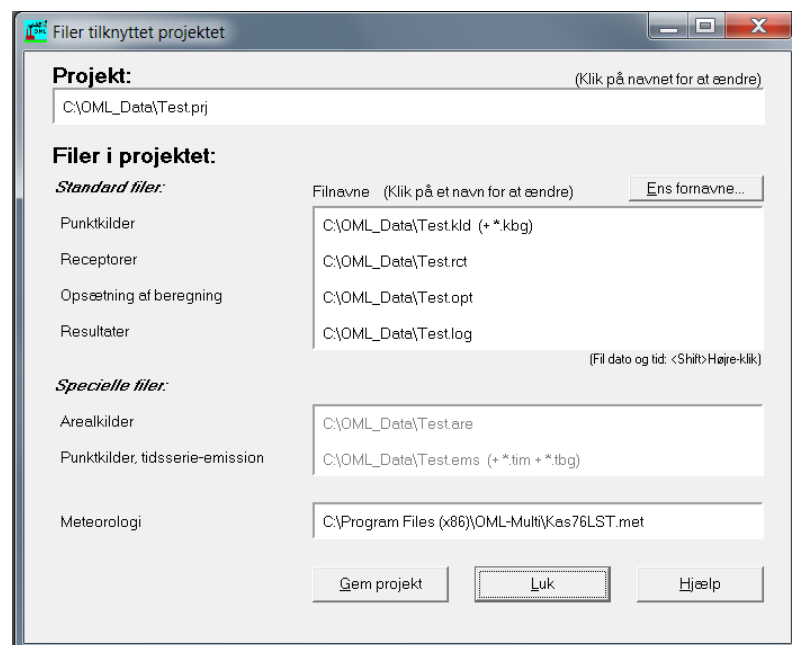 OML
Filer tilknyttet projektet
Projekt:
(Klik på navnet for at ændre)
C:\OML_Data\Test.prj
Filer i projektet:
Standard filer:
Filnavne (Klik på et navn for at ændre)
Ens fornavne...
Punktkilder
C:\OML_Data\Test.kld (+ *.kbg)
Receptorer
C:\OML_Data\Test.rct
Opsætning af beregning
C:\OML_Data\Test.opt
Resultater
C:\OML_Data\Test.log
(Fil dato og tid: <Shift>Højre-klik)
Specielle filer:
Arealkilder
C:\OML_Data\Test.are
Punktkilder, tidsserie-emission
C:\OML_Data\Test.ems (+ *.tim + *.tbg)
Meteorologi
C:\Program Files (x86)\OML-Multi\Kas76LST.met
Gem projekt
Luk
Hjælp